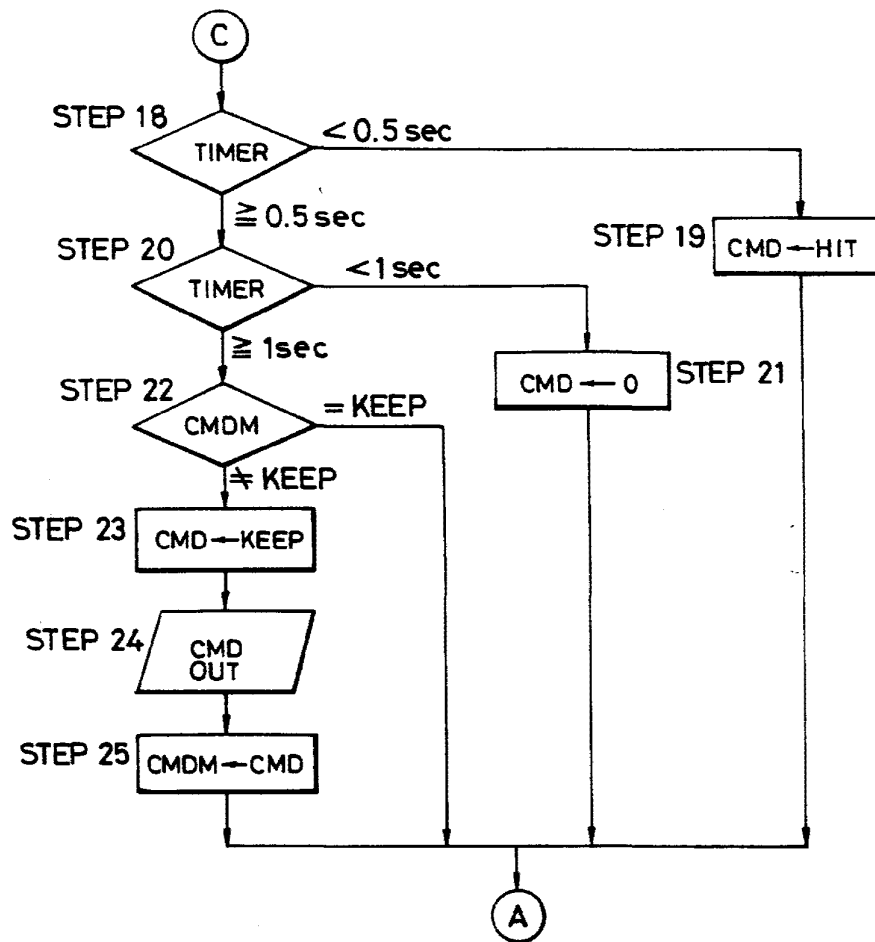 C
STEP 18
TIMER
< 0.5 sec
≧ 0.5 sec
STEP 19
CMD ← HIT
STEP 20
TIMER
< 1 sec
≧ 1sec
CMD ← 0
STEP 21
STEP 22
CMDM
= KEEP
≠ KEEP
STEP 23
CMD ← KEEP
STEP 24
CMD
OUT
STEP 25
CMDM ← CMD
A